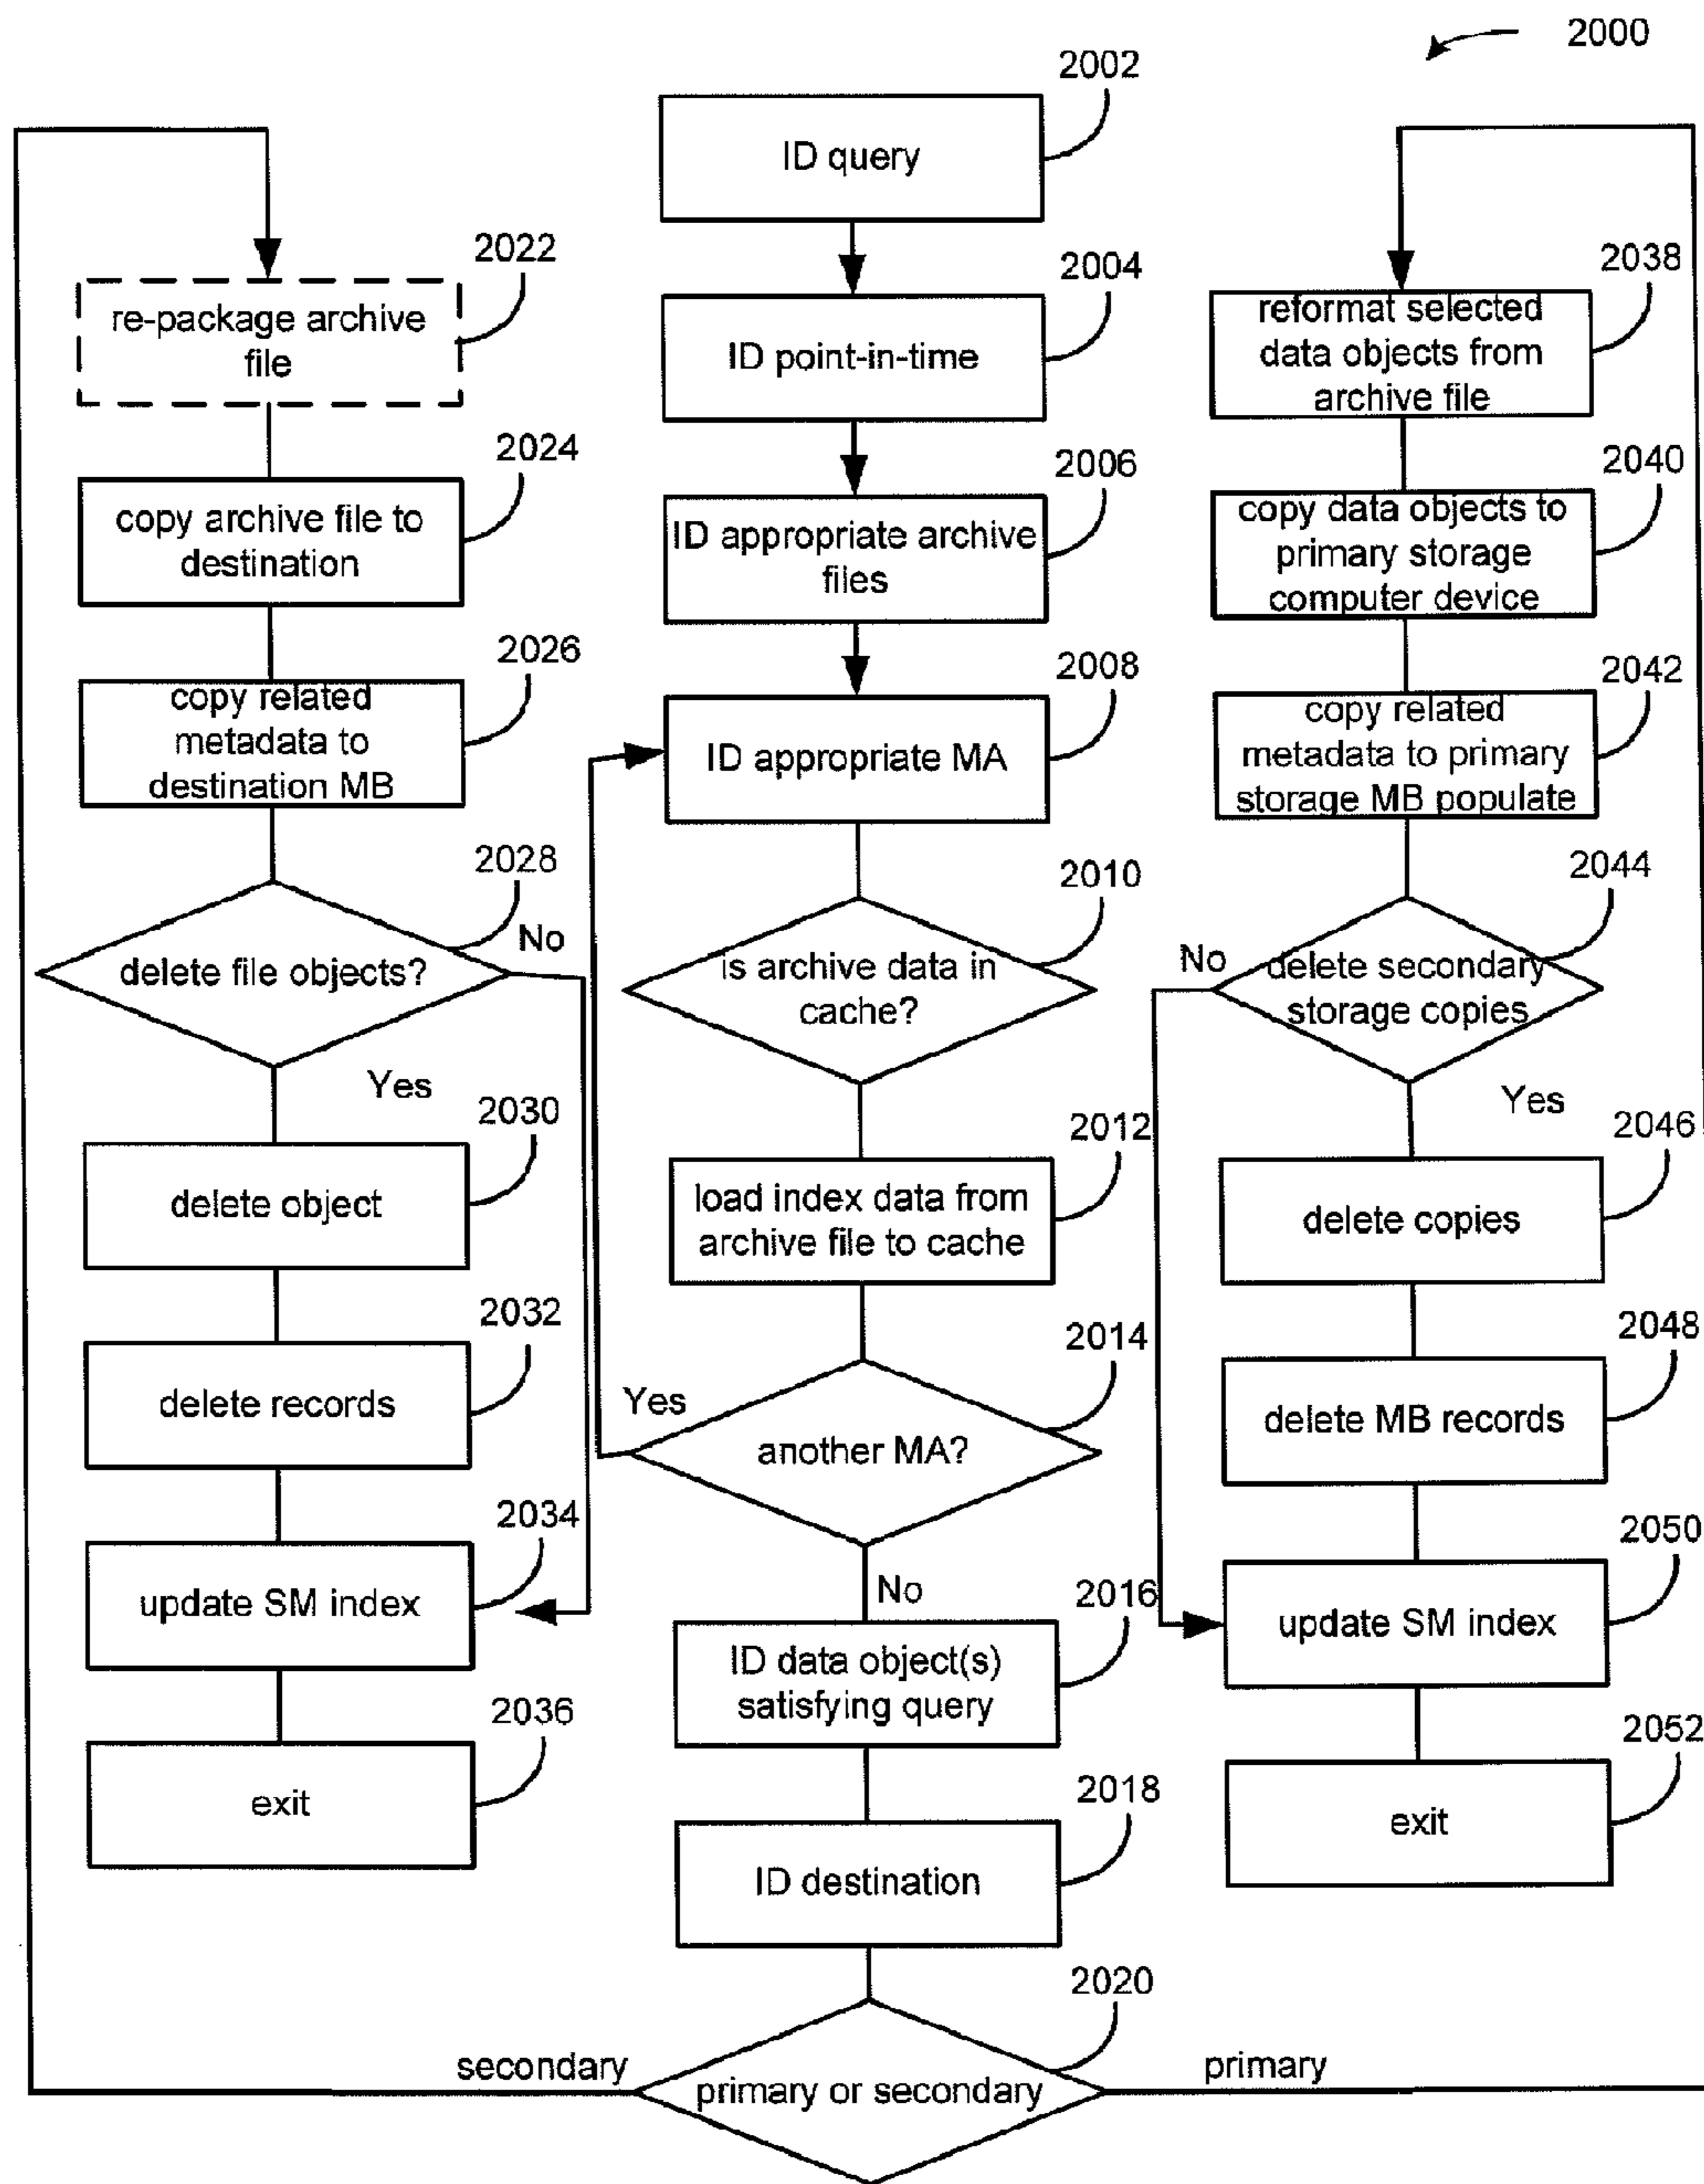 2000
2002
ID query
2004
ID point-in-time
2006
ID appropriate archive
files
2008
ID appropriate MA
2010
is archive data in
cache?
2012
load index data from
archive file to cache
2014
another MA?
Yes
No
2016
ID data object(s)
satisfying query
2018
ID destination
2020
primary or secondary
secondary
primary
2022
re-package archive
file
2024
copy archive file to
destination
2026
copy related
metadata to
destination MB
2028
delete file objects?
No
Yes
2030
delete object
2032
delete records
2034
update SM index
2036
exit
2038
reformat selected
data objects from
archive file
2040
copy data objects to
primary storage
computer device
2042
copy related
metadata to primary
storage MB populate
2044
delete secondary
storage copies
No
Yes
2046
delete copies
2048
delete MB records
2050
update SM index
2052
exit